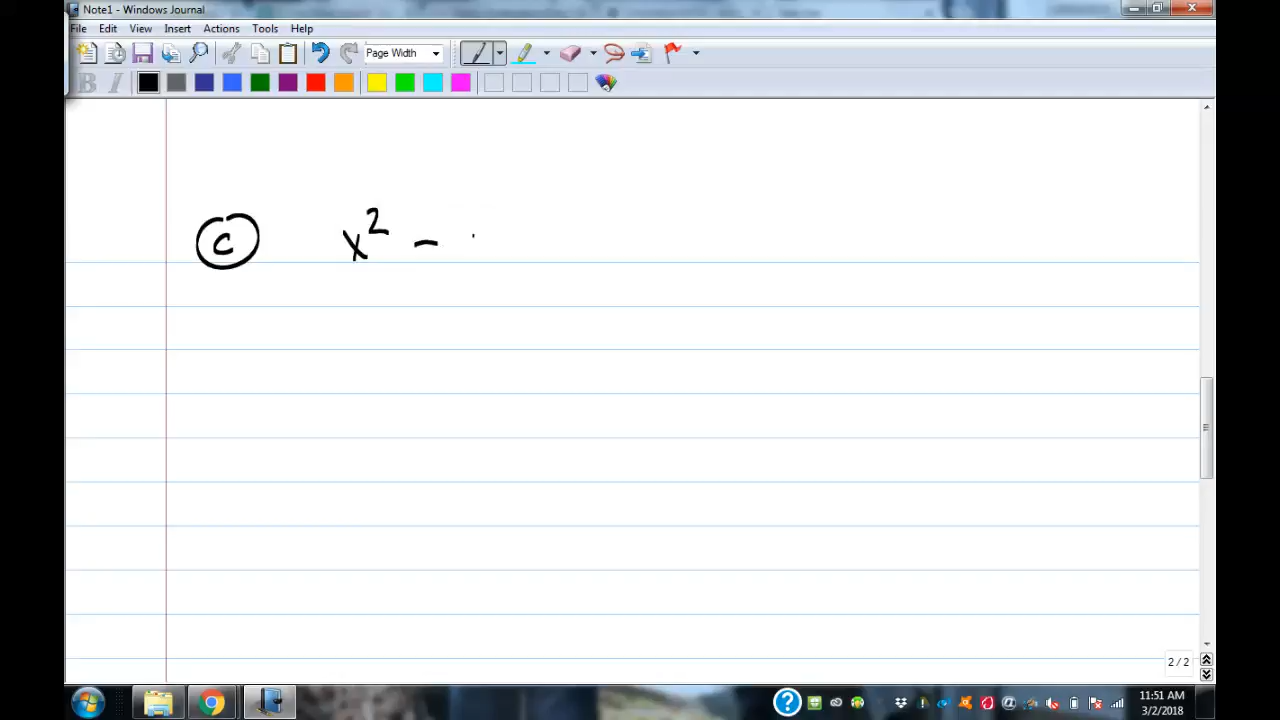 Note1 - Windows Journal
File Edit View Insert Actions Tools Help
Page Width
B I
c x² -
2 / 2
11:51 AM
3/2/2018